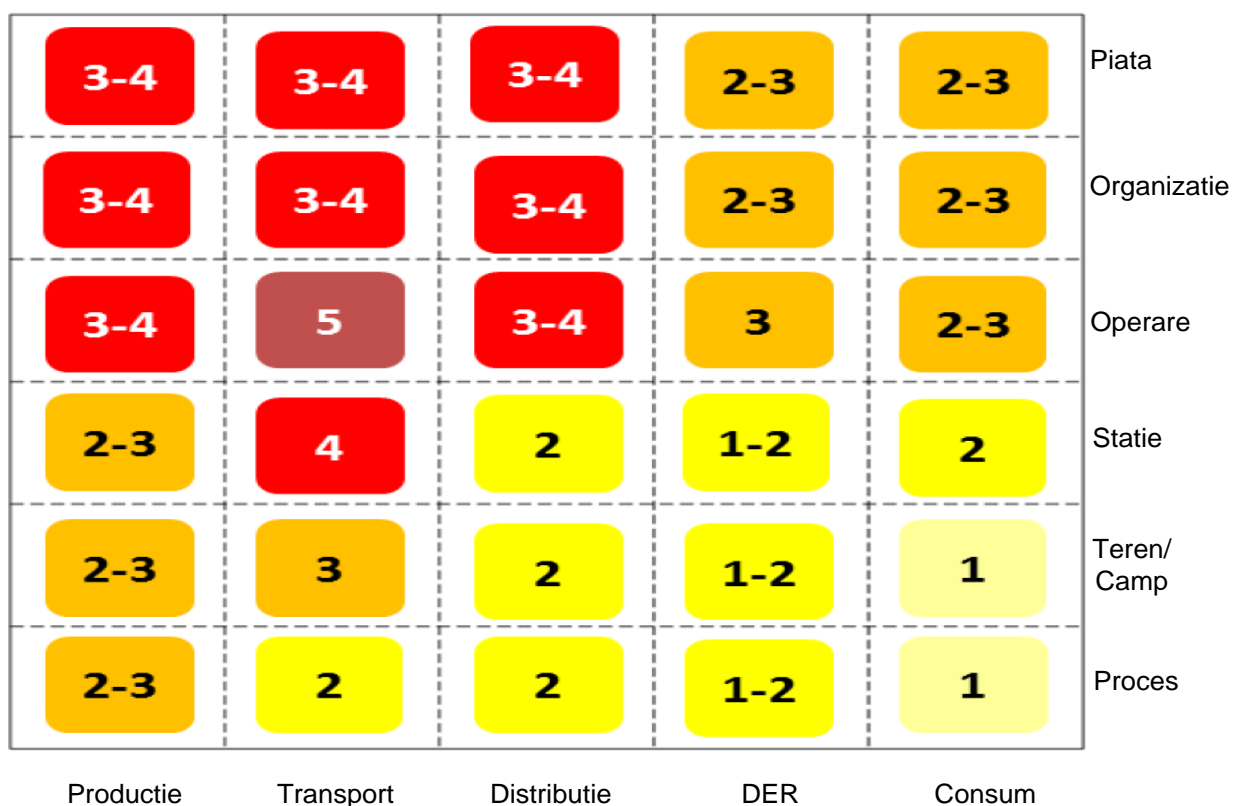 3-4 3-4 3-4 2-3 2-3 Piata
3-4 3-4 3-4 2-3 2-3 Organizatie
3-4 5 3-4 3 2-3 Operare
2-3 4 2 1-2 2 Statie
2-3 3 2 1-2 1 Teren/
Camp
2-3 2 2 1-2 1 Proces
Productie Transport Distributie DER Consum